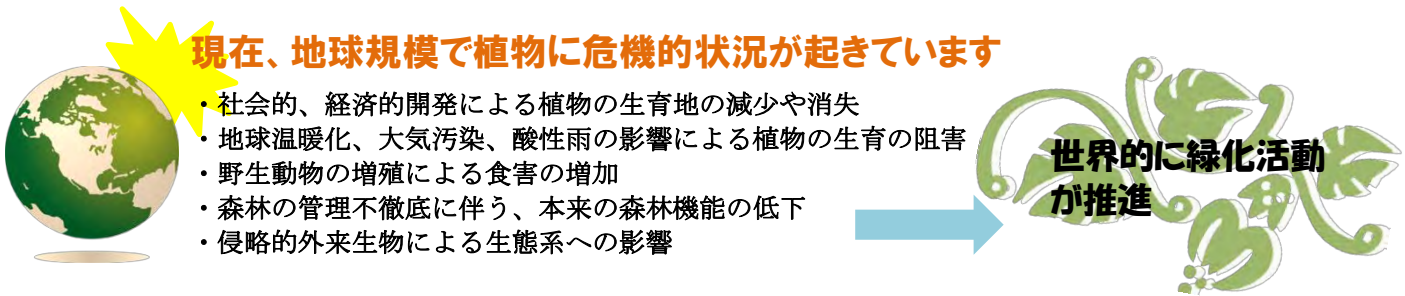 現在、地球規模で植物に危機的状況が起きています
・社会的、経済的開発による植物の生育地の減少や消失
・地球温暖化、大気汚染、酸性雨の影響による植物の生育の阻害
・野生動物の増殖による食害の増加
・森林の管理不徹底に伴う、本来の森林機能の低下
・侵略的外来生物による生態系への影響
世界的に緑化活動
が推進